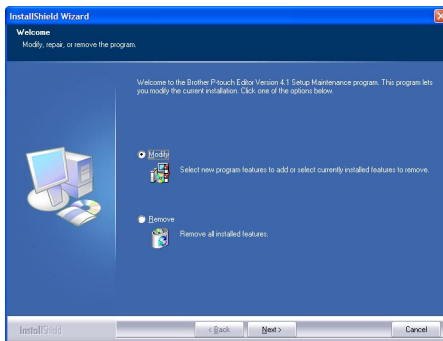 InstallShield Wizard
Welcome
Modify, repair, or remove the program.
Welcome to the Brother P-touch Editor Version 4.1 Setup Maintenance program. This program lets
you modify the current installation. Click one of the options below.
Modify
Select new program features to add or select currently installed features to remove.
Remove
Remove all installed features.
InstallShield
< Back
Next >
Cancel